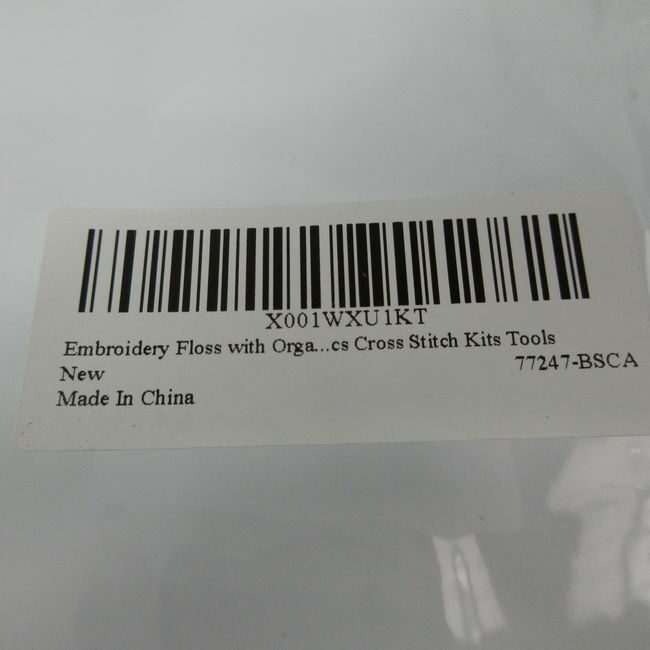 X001WXU1KT
Embroidery Floss with Orga...cs Cross Stitch Kits Tools
New
77247-BSCA
Made In China